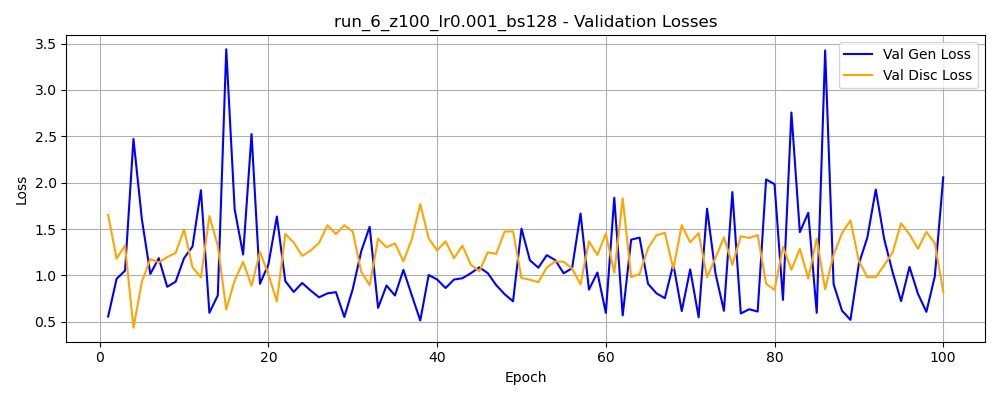 run_6_z100_lr0.001_bs128 - Validation Losses
Val Gen Loss
Val Disc Loss
3.5
3.0
2.5
2.0
1.5
1.0
0.5
Loss
0
20
40
60
80
100
Epoch